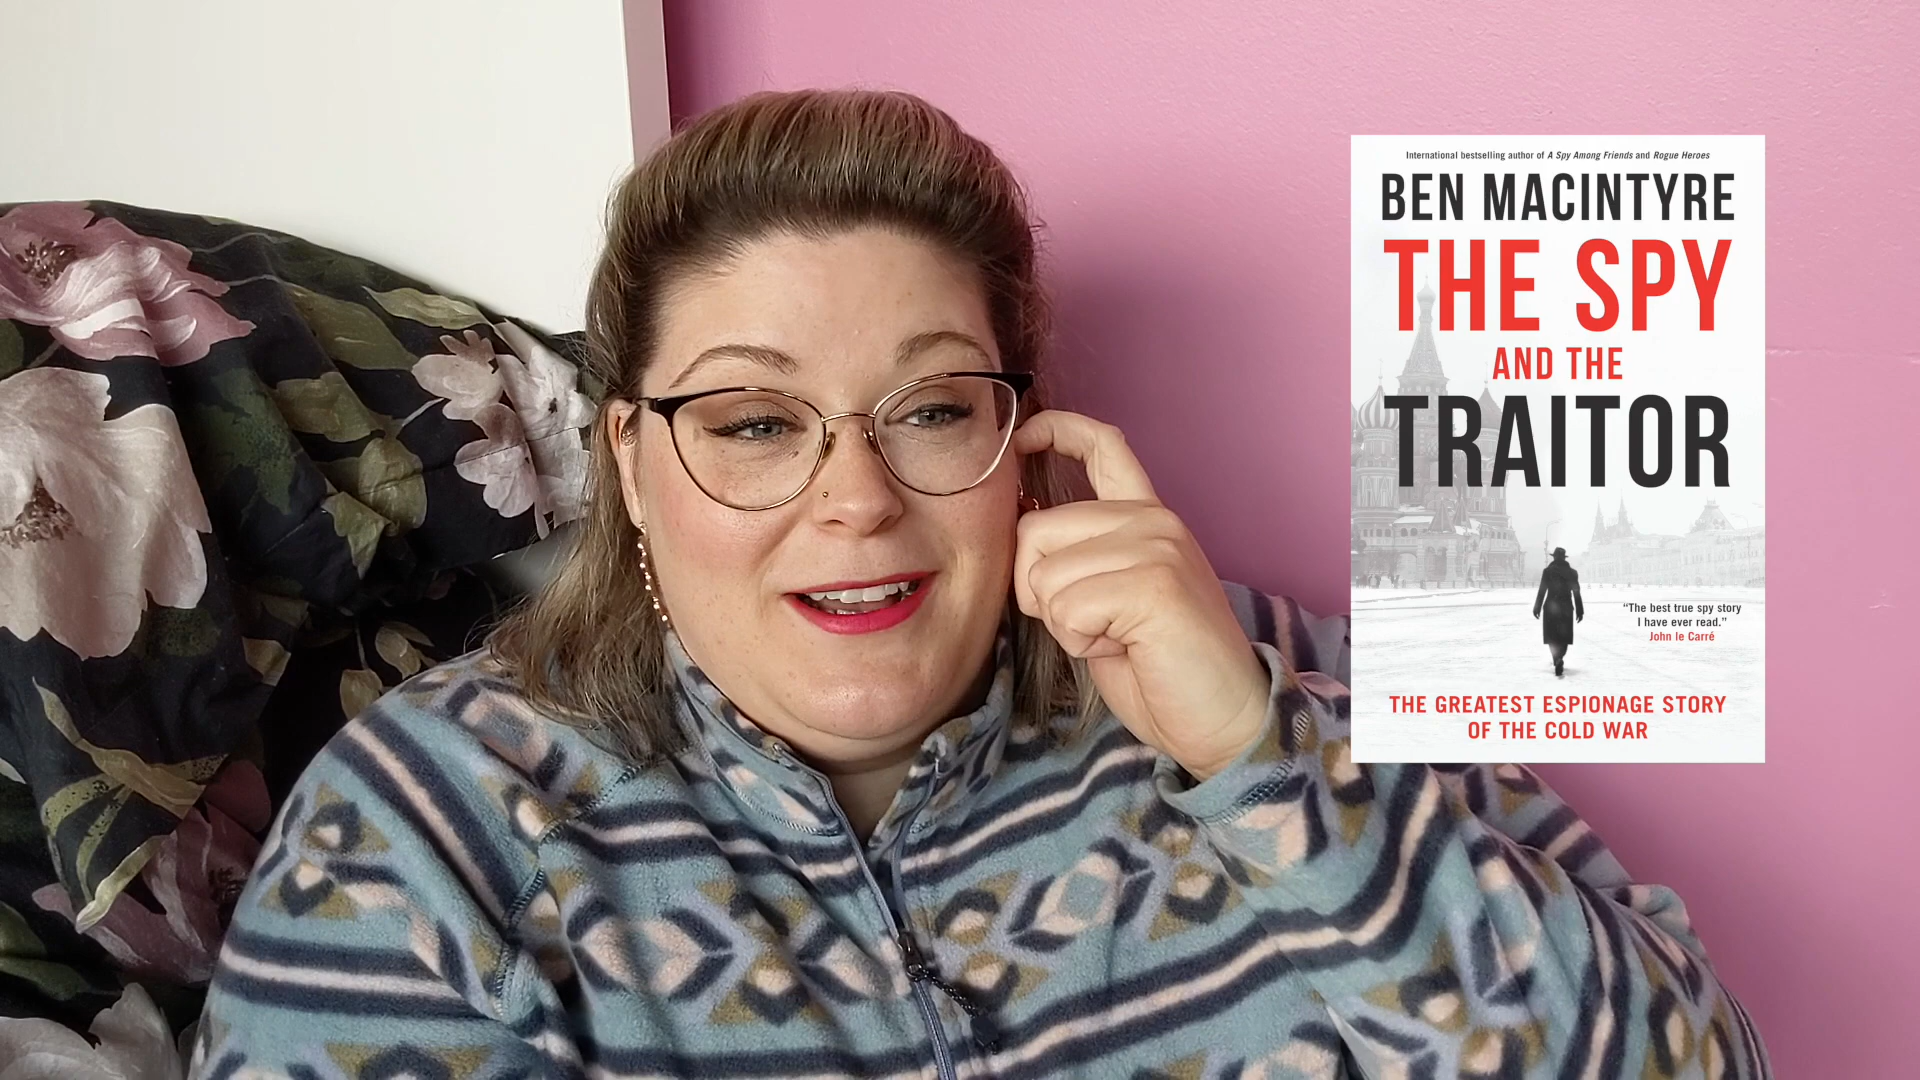 International bestselling author of A Spy Among Friends and Rogue Heroes
BEN MACINTYRE
THE SPY
AND THE
TRAITOR
“The best true spy story
I have ever read.”
John le Carré
THE GREATEST ESPIONAGE STORY
OF THE COLD WAR